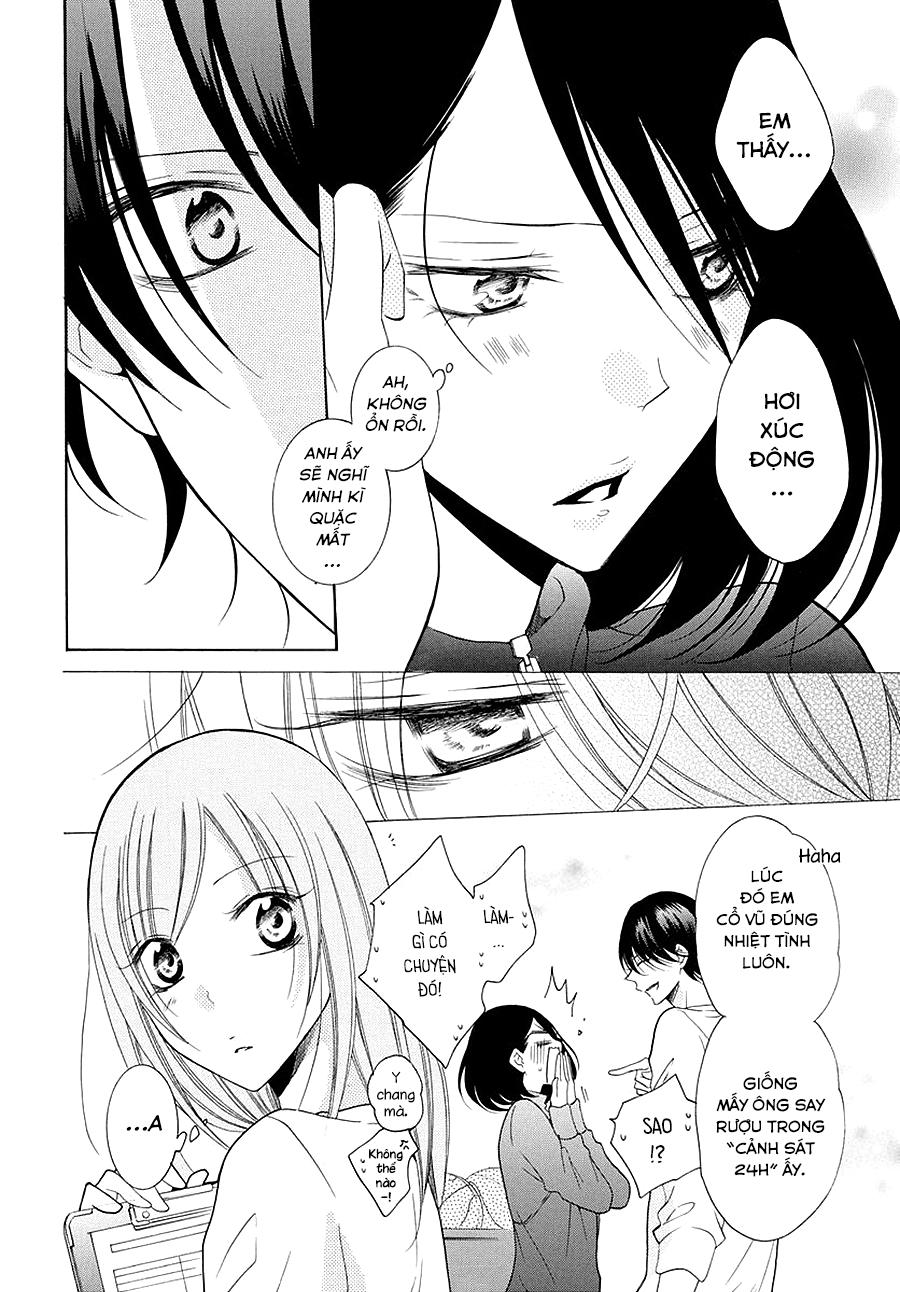 EM
THẤY...
HƠI
XÚC
ĐỘNG
...
AH,
KHÔNG
ỔN RỒI.
ANH ẤY
SẼ NGHĨ
MÌNH KÌ
QUẶC
MẤT
...
Haha
LÚC
ĐÓ EM
CỔ VŨ ĐÚNG
NHIỆT TÌNH
LUÔN.
GIỐNG
MẤY ÔNG SAY
RƯỢU TRONG
“CẢNH SÁT
24H” ẤY.
SAO
!?
LÀM-
...
LÀM
GÌ CÓ
CHUYỆN
ĐÓ!
Y
chang
mà.
Không
thể
nào
-!
...A